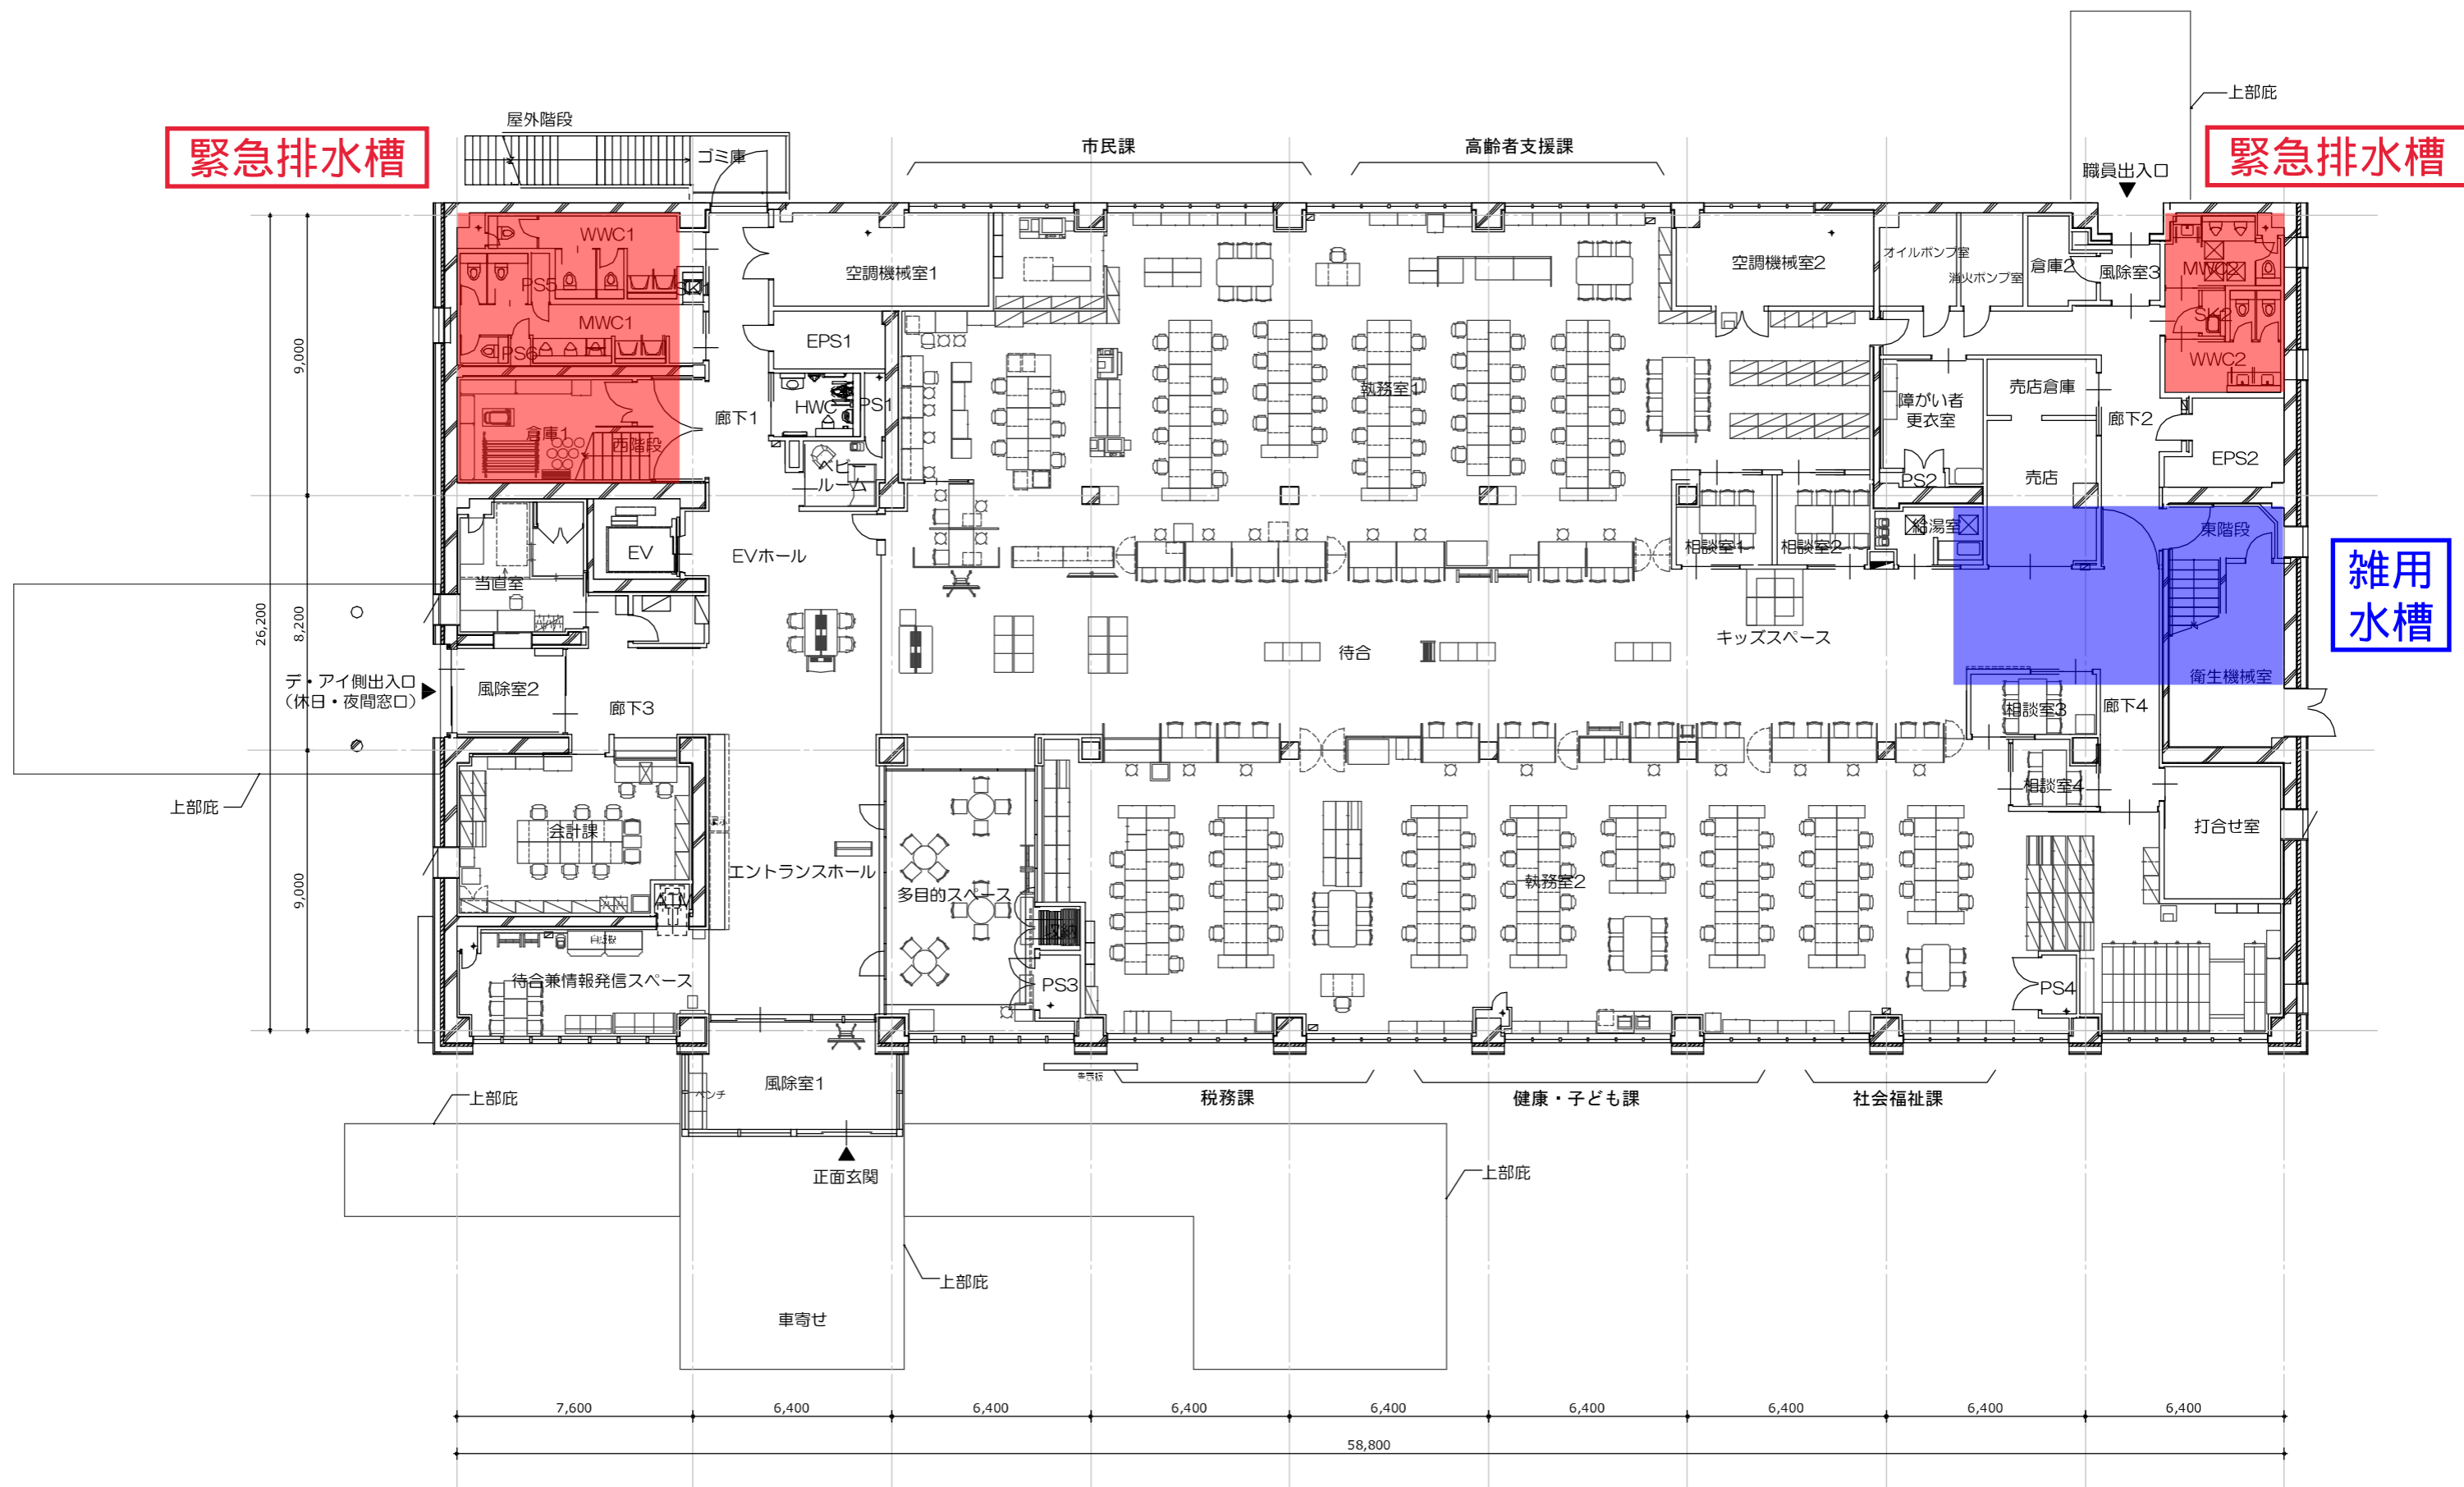 上部庇
屋外階段
緊急排水槽
ゴミ庫
市民課
高齢者支援課
職員出入口
緊急排水槽
WWC1
PS5
SK1
MWC1
PS6
倉庫1
西階段
空調機械室1
EPS1
HWC
PS1
廊下1
ベビー
ルーム
執務室1
空調機械室2
オイルポンプ室
消火ポンプ室
倉庫2
風除室3
MWC2
SK2
WWC2
障がい者
更衣室
売店倉庫
廊下2
PS2
売店
EPS2
9,000
8,200
9,000
26,200
EV
EVホール
当直室
相談室1
相談室2
給湯室
東階段
雑用
水槽
キッズスペース
待合
デ・アイ側出入口
(休日・夜間窓口)
風除室2
廊下3
相談室3
廊下4
衛生機械室
上部庇
会計課
エントランスホール
多目的スペース
執務室2
相談室4
打合せ室
ATM
収納
待合兼情報発信スペース
PS3
PS4
風除室1
ベンチ
税務課
健康・子ども課
社会福祉課
上部庇
正面玄関
上部庇
上部庇
車寄せ
7,600
6,400
6,400
6,400
6,400
6,400
6,400
6,400
6,400
58,800